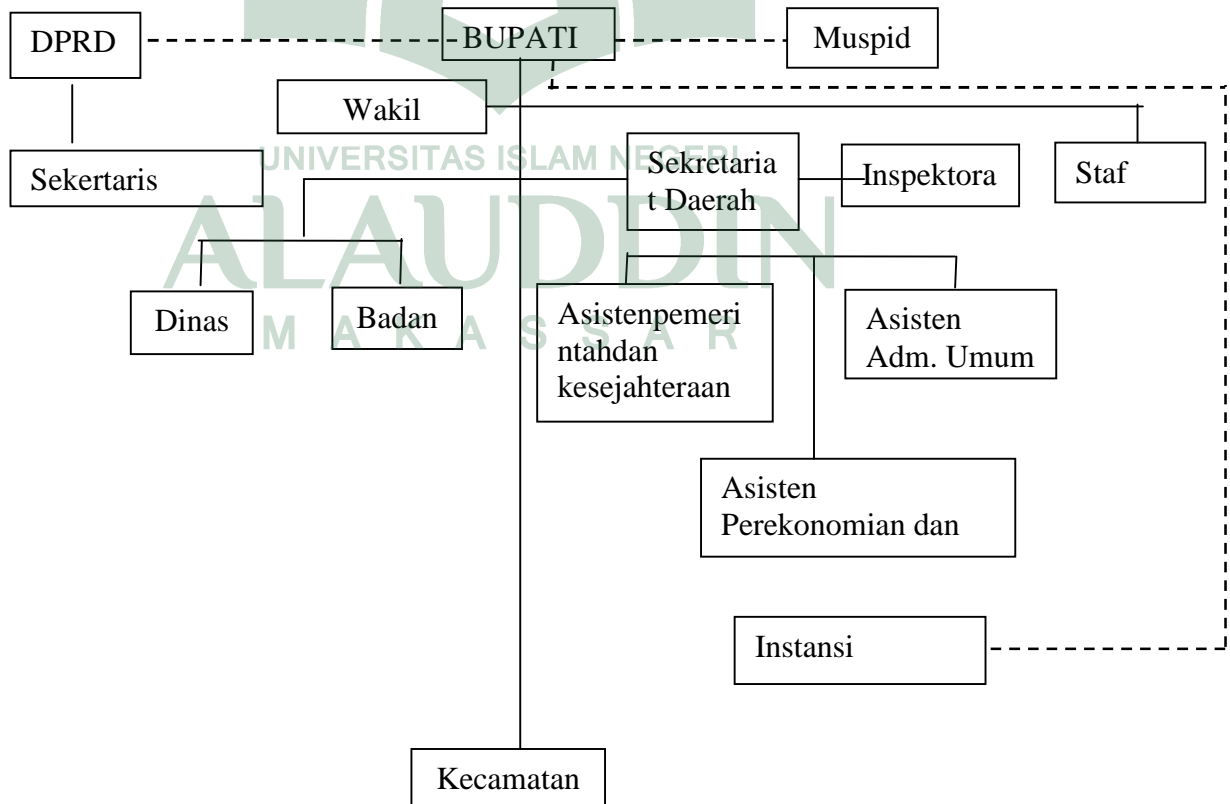 DPRD
BUPATI
Muspid
Wakil
UNIVERSITAS ISLAM NEGERI
Sekertaris
Sekretaria
t Daerah
Inspektora
Staf
ALAUDDIN
Dinas
Badan
MAKASSAR
Asistenpemeri
ntahdan
kesejahteraan
Asisten
Adm. Umum
Asisten
Perekonomian dan
Instansi
Kecamatan